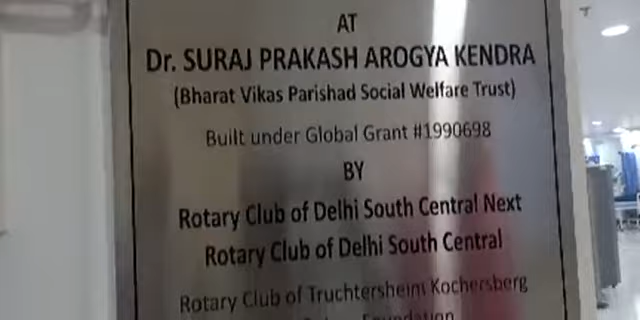 AT
Dr. SURAJ PRAKASH AROGYA KENDRA
(Bharat Vikas Parishad Social Welfare Trust)
Built under Global Grant #1990698
BY
Rotary Club of Delhi South Central Next
Rotary Club of Delhi South Central
Rotary Club of Truchtersheim Kochersberg
Foundation